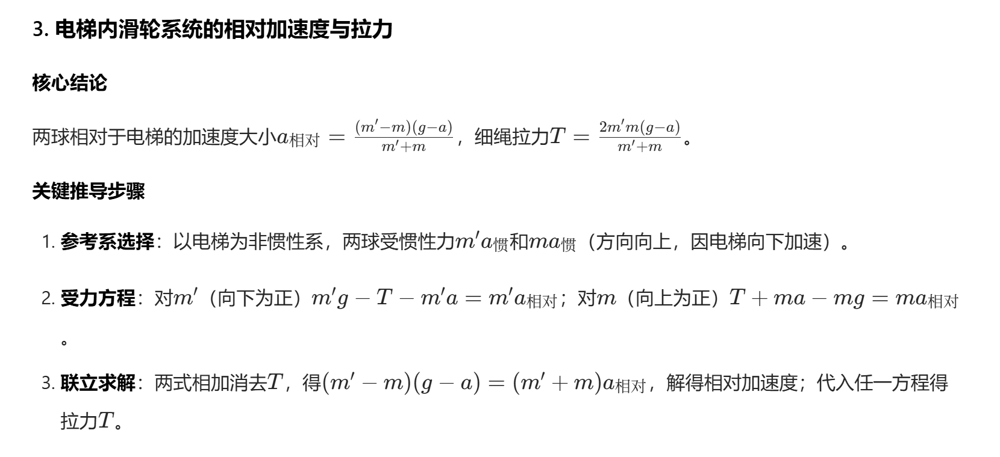 3. 电梯内滑轮系统的相对加速度与拉力
核心结论
两球相对于电梯的加速度大小$a_{相对} = \frac{(m'-m)(g-a)}{m'+m}$，细绳拉力$T = \frac{2m'm(g-a)}{m'+m}$。
关键推导步骤
1. 参考系选择：以电梯为非惯性系，两球受惯性力$m'a_{惯}$和$ma_{惯}$（方向向上，因电梯向下加速）。
2. 受力方程：对$m'$（向下为正）$m'g - T - m'a = m'a_{相对}$；对$m$（向上为正）$T + ma - mg = ma_{相对}$
。
3. 联立求解：两式相加消去$T$，得$(m' - m)(g - a) = (m' + m)a_{相对}$，解得相对加速度；代入任一方程得
拉力$T$。